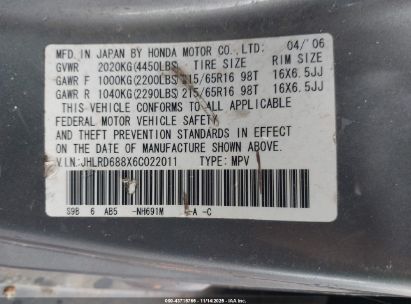 MFD. IN JAPAN BY HONDA MOTOR CO., LTD. 04/'06
GVWR 2020KG(4450LBS) TIRE SIZE RIM SIZE
GAWR F 1000KG(2200LBS)215/65R16 98T 16X6.5JJ
GAWR R 1040KG(2290LBS)215/65R16 98T 16X6.5JJ
THIS VEHICLE CONFORMS TO ALL APPLICABLE
FEDERAL MOTOR VEHICLE SAFETY
AND THEFT PREVENTION STANDARDS IN EFFECT
ON THE DATE OF MANUFACTURE SHOWN ABOVE.
V.I.N.:JHLRD688X6C022011 TYPE: MPV
S9B 6 AB5 -NH691M -A -C
11/14/2025